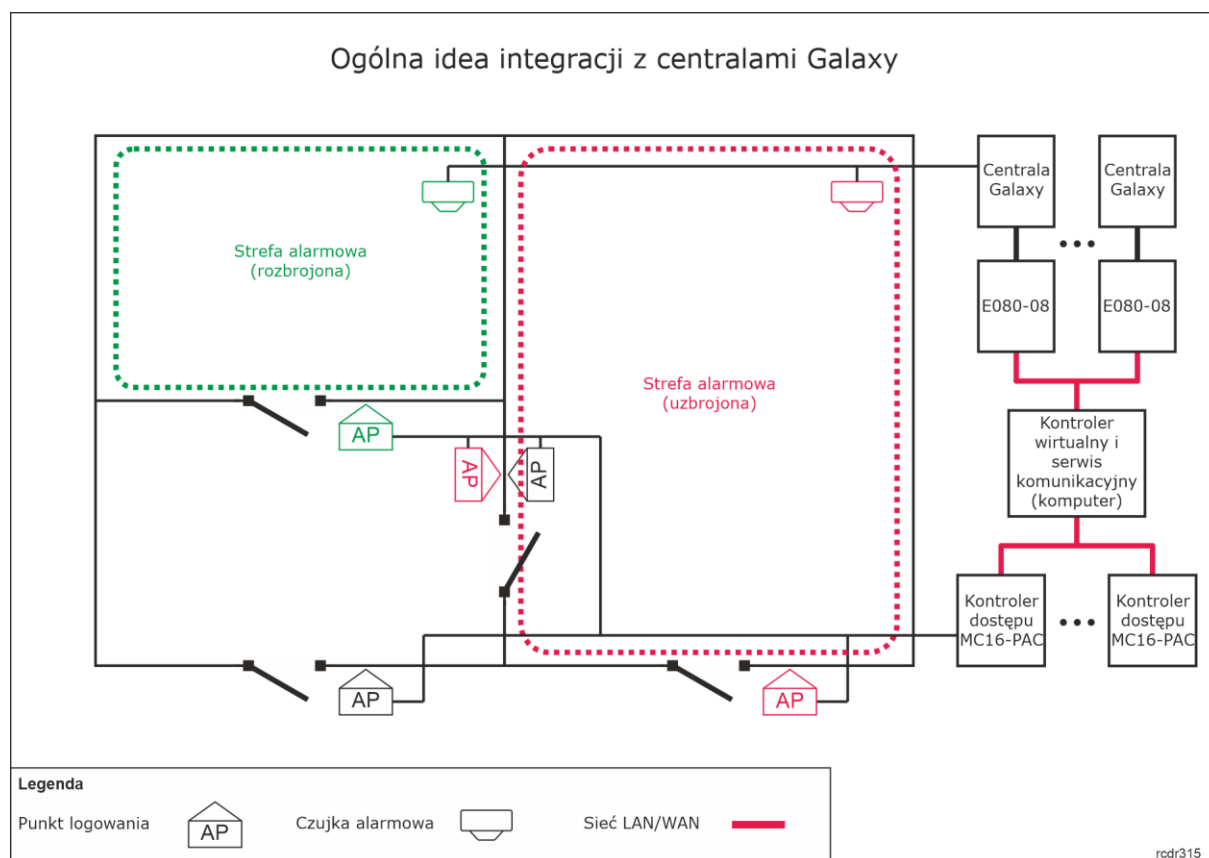 Ogólna idea integracji z centralami Galaxy
Centrala
Galaxy
Centrala
Galaxy
Strefa alarmowa
(rozbrojona)
E080-08
E080-08
Strefa alarmowa
(uzbrojona)
AP
AP
AP
Kontroler
wirtualny i
serwis
komunikacyjny
(komputer)
Kontroler
dostępu
MC16-PAC
Kontroler
dostępu
MC16-PAC
AP
AP
Legenda
Punkt logowania
AP
Czujka alarmowa
Sieć LAN/WAN
rcdr315